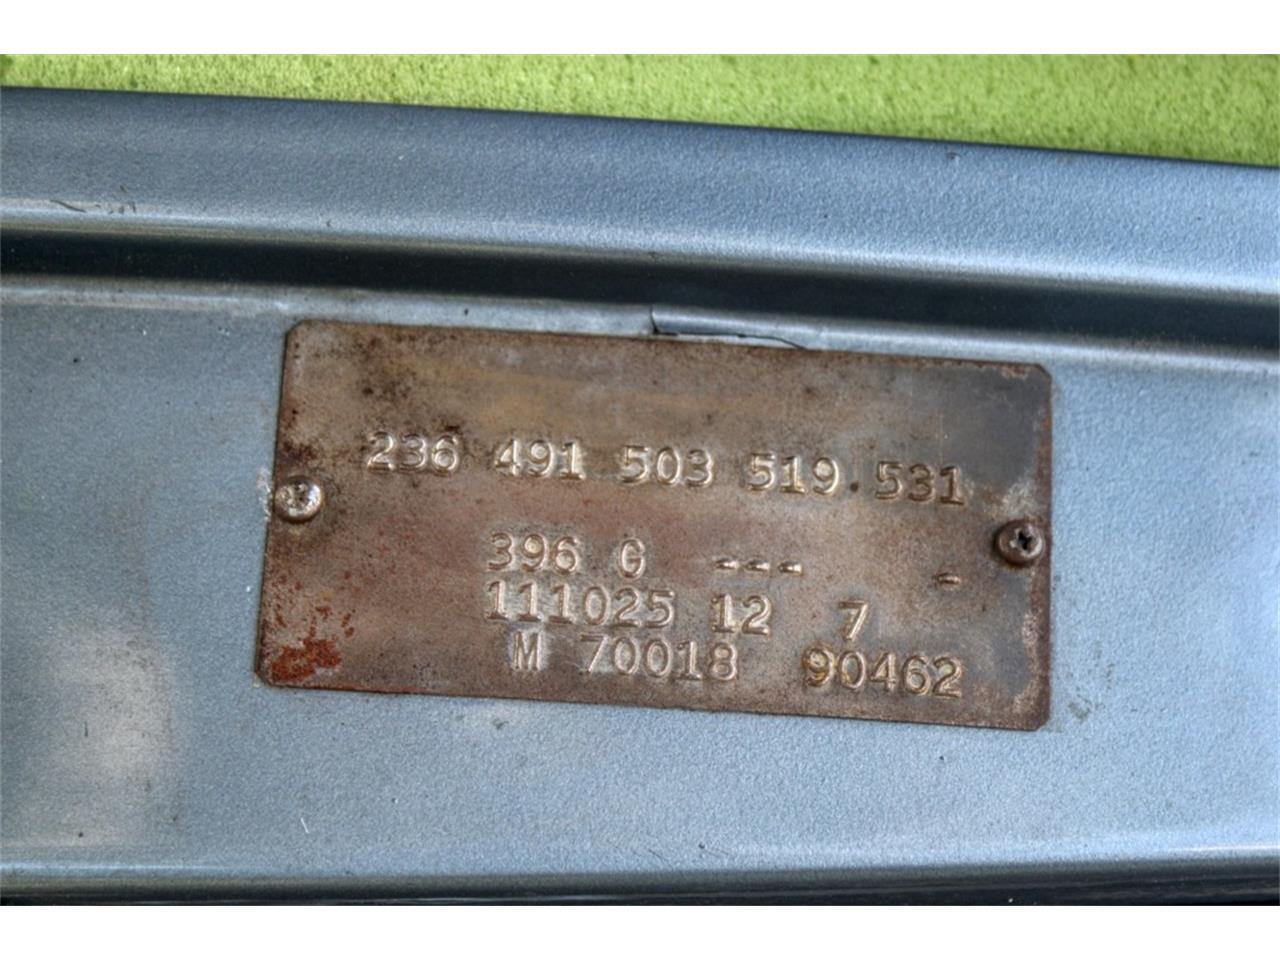 236 491 503 519 531
396 G --- -
111025 12 7
M 70018 90462